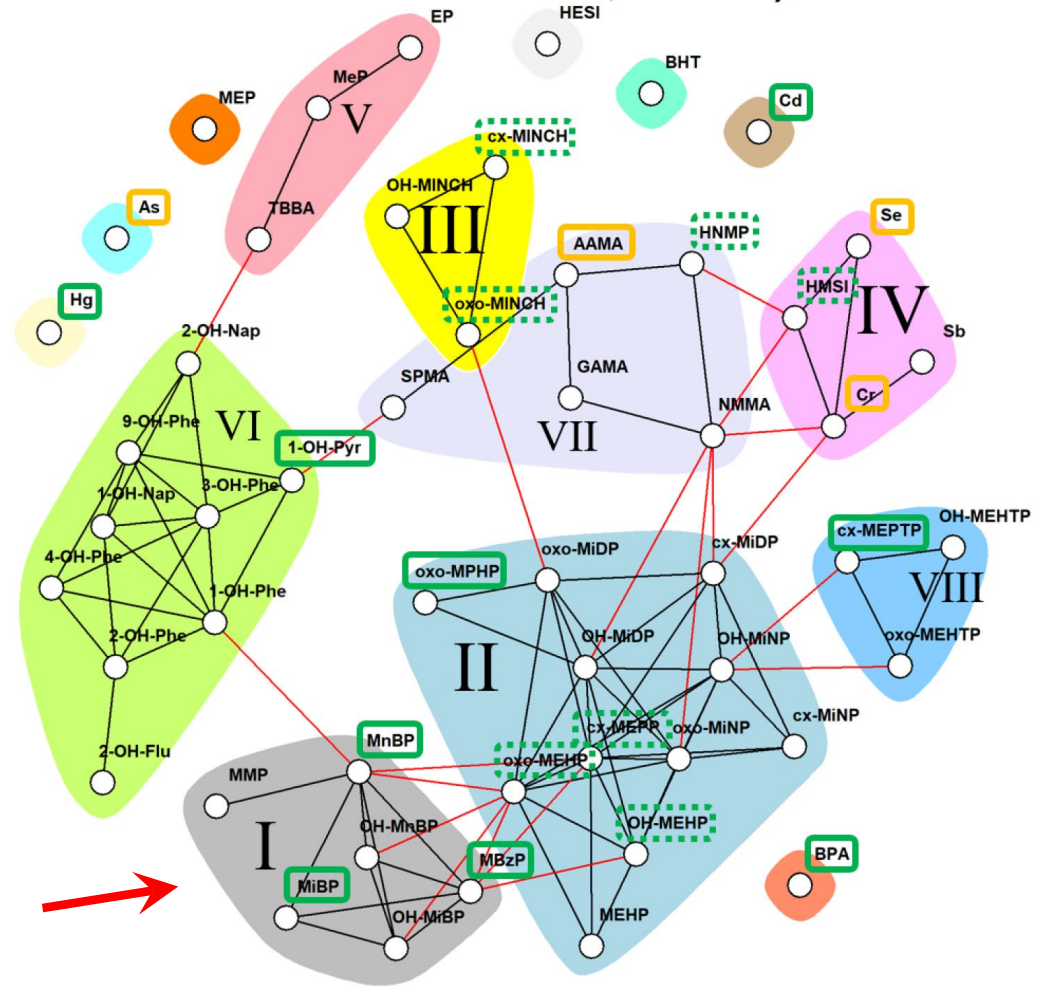 EP
HESI
BHT
MeP
V
MEP
Cd
cx-MINCH
OH-MINCH
III
As
TBBA
AAMA
HNMP
Se
Hg
oxo-MINCH
HMSI
IV
2-OH-Nap
Sb
SPMA
GAMA
Cr
NMMA
9-OH-Phe
VI
VII
1-OH-Pyr
3-OH-Phe
1-OH-Nap
4-OH-Phe
OH-MEHTP
cx-MEPTP
cx-MiDP
oxo-MiDP
oxo-MPHP
VIII
1-OH-Phe
2-OH-Phe
OH-MiDP
OH-MiNP
oxo-MEHTP
II
cx-MiNP
cx-MEPP
oxo-MiNP
MnBP
2-OH-Flu
oxo-MEHP
MMP
OH-MnBP
OH-MEHP
I
BPA
MBzP
MiBP
OH-MiBP
MEHP